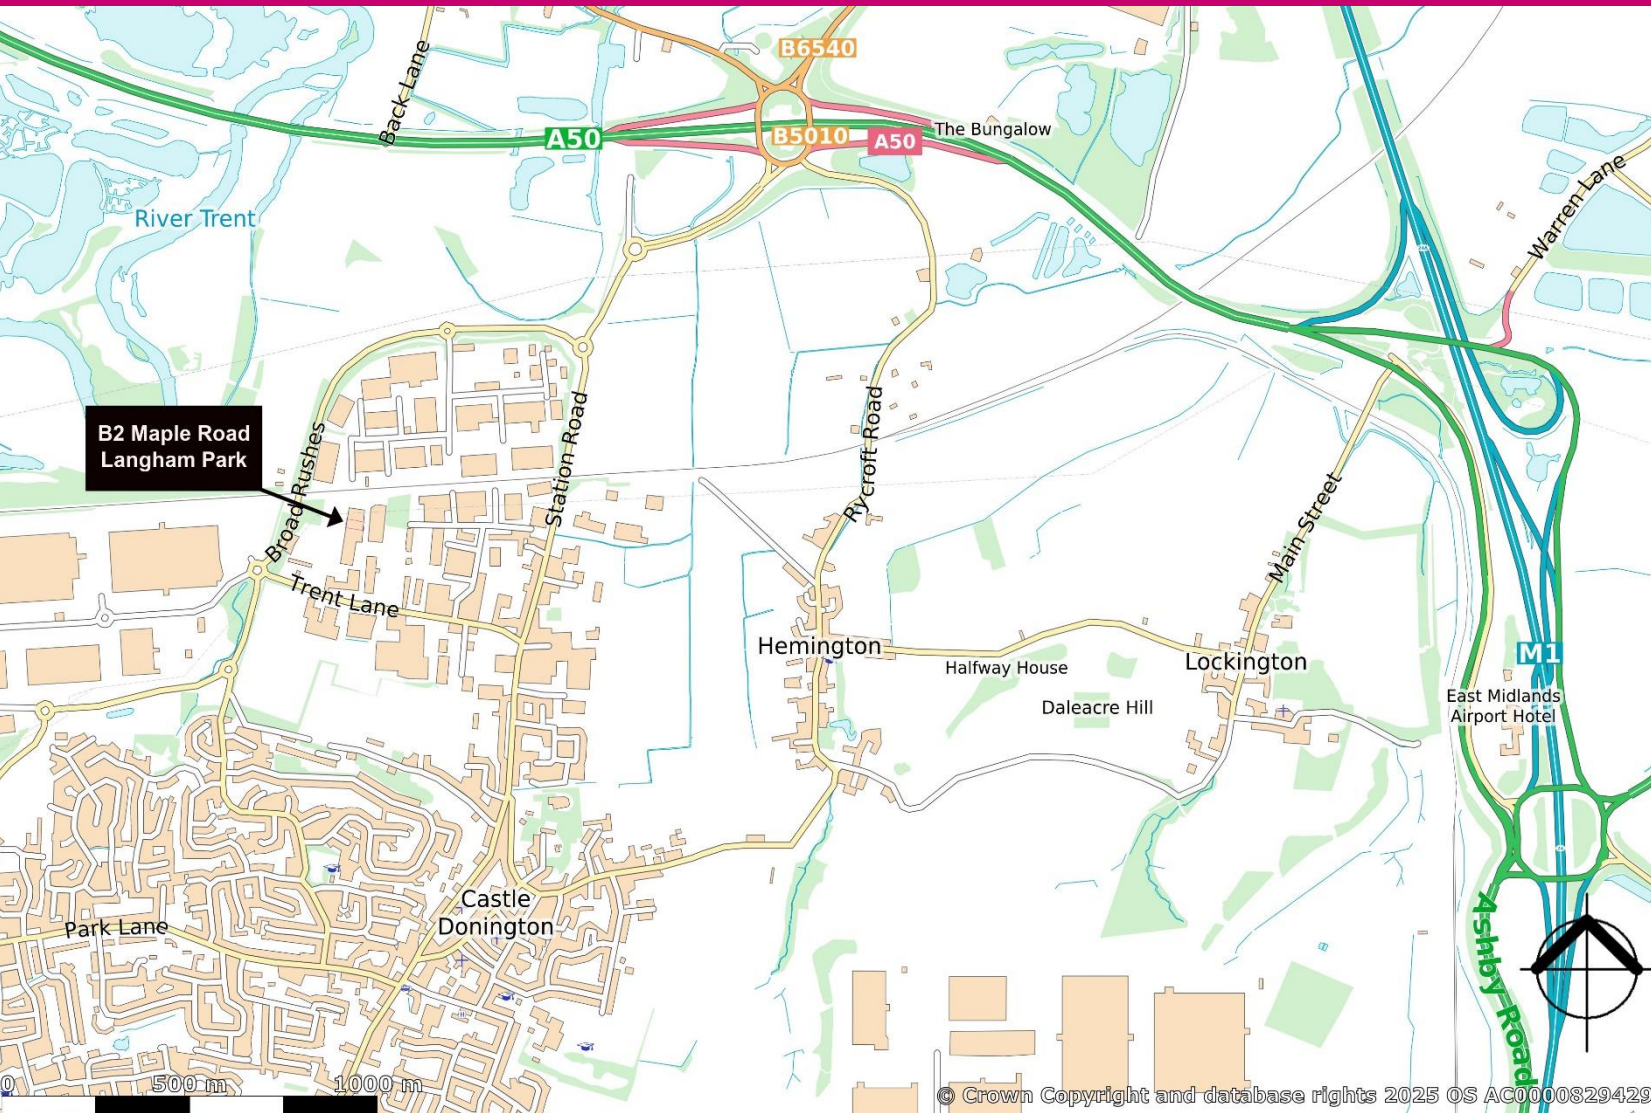 B6540
Back Lane
A50
B5010
A50
The Bungalow
River Trent
Warren Lane
B2 Maple Road
Langham Park
Broad Rushes
Station Road
Rycroft Road
Main Street
Trent Lane
Hemington
Halfway House
Lockington
M1
Daleacre Hill
East Midlands
Airport Hotel
Castle
Donington
Park Lane
Ashby Road
0
500 m
1000 m
© Crown Copyright and database rights 2025 OS AC0000829429